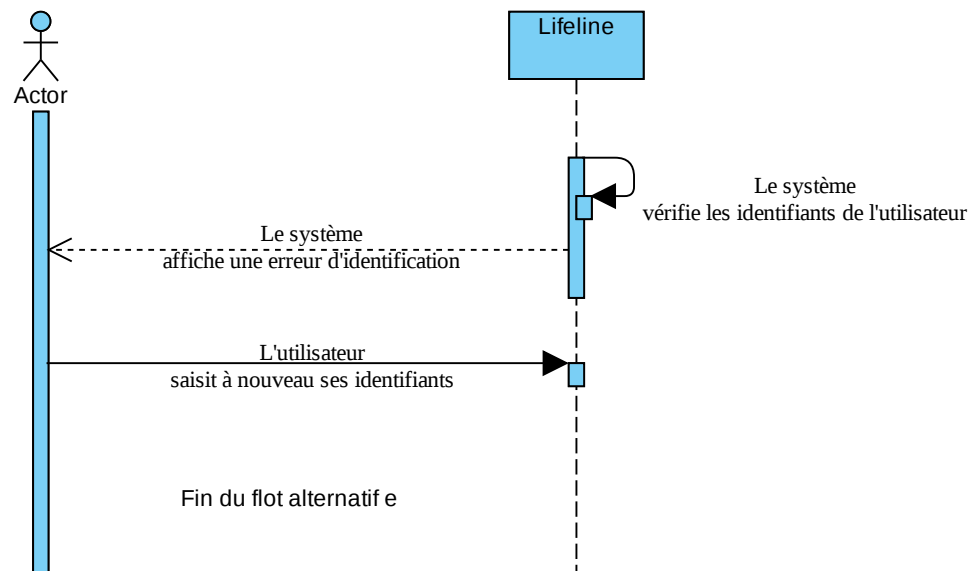 Lifeline
Actor
Le système
vérifie les identifiants de l'utilisateur
Le système
affiche une erreur d'identification
L'utilisateur
saisit à nouveau ses identifiants
Fin du flot alternatif e